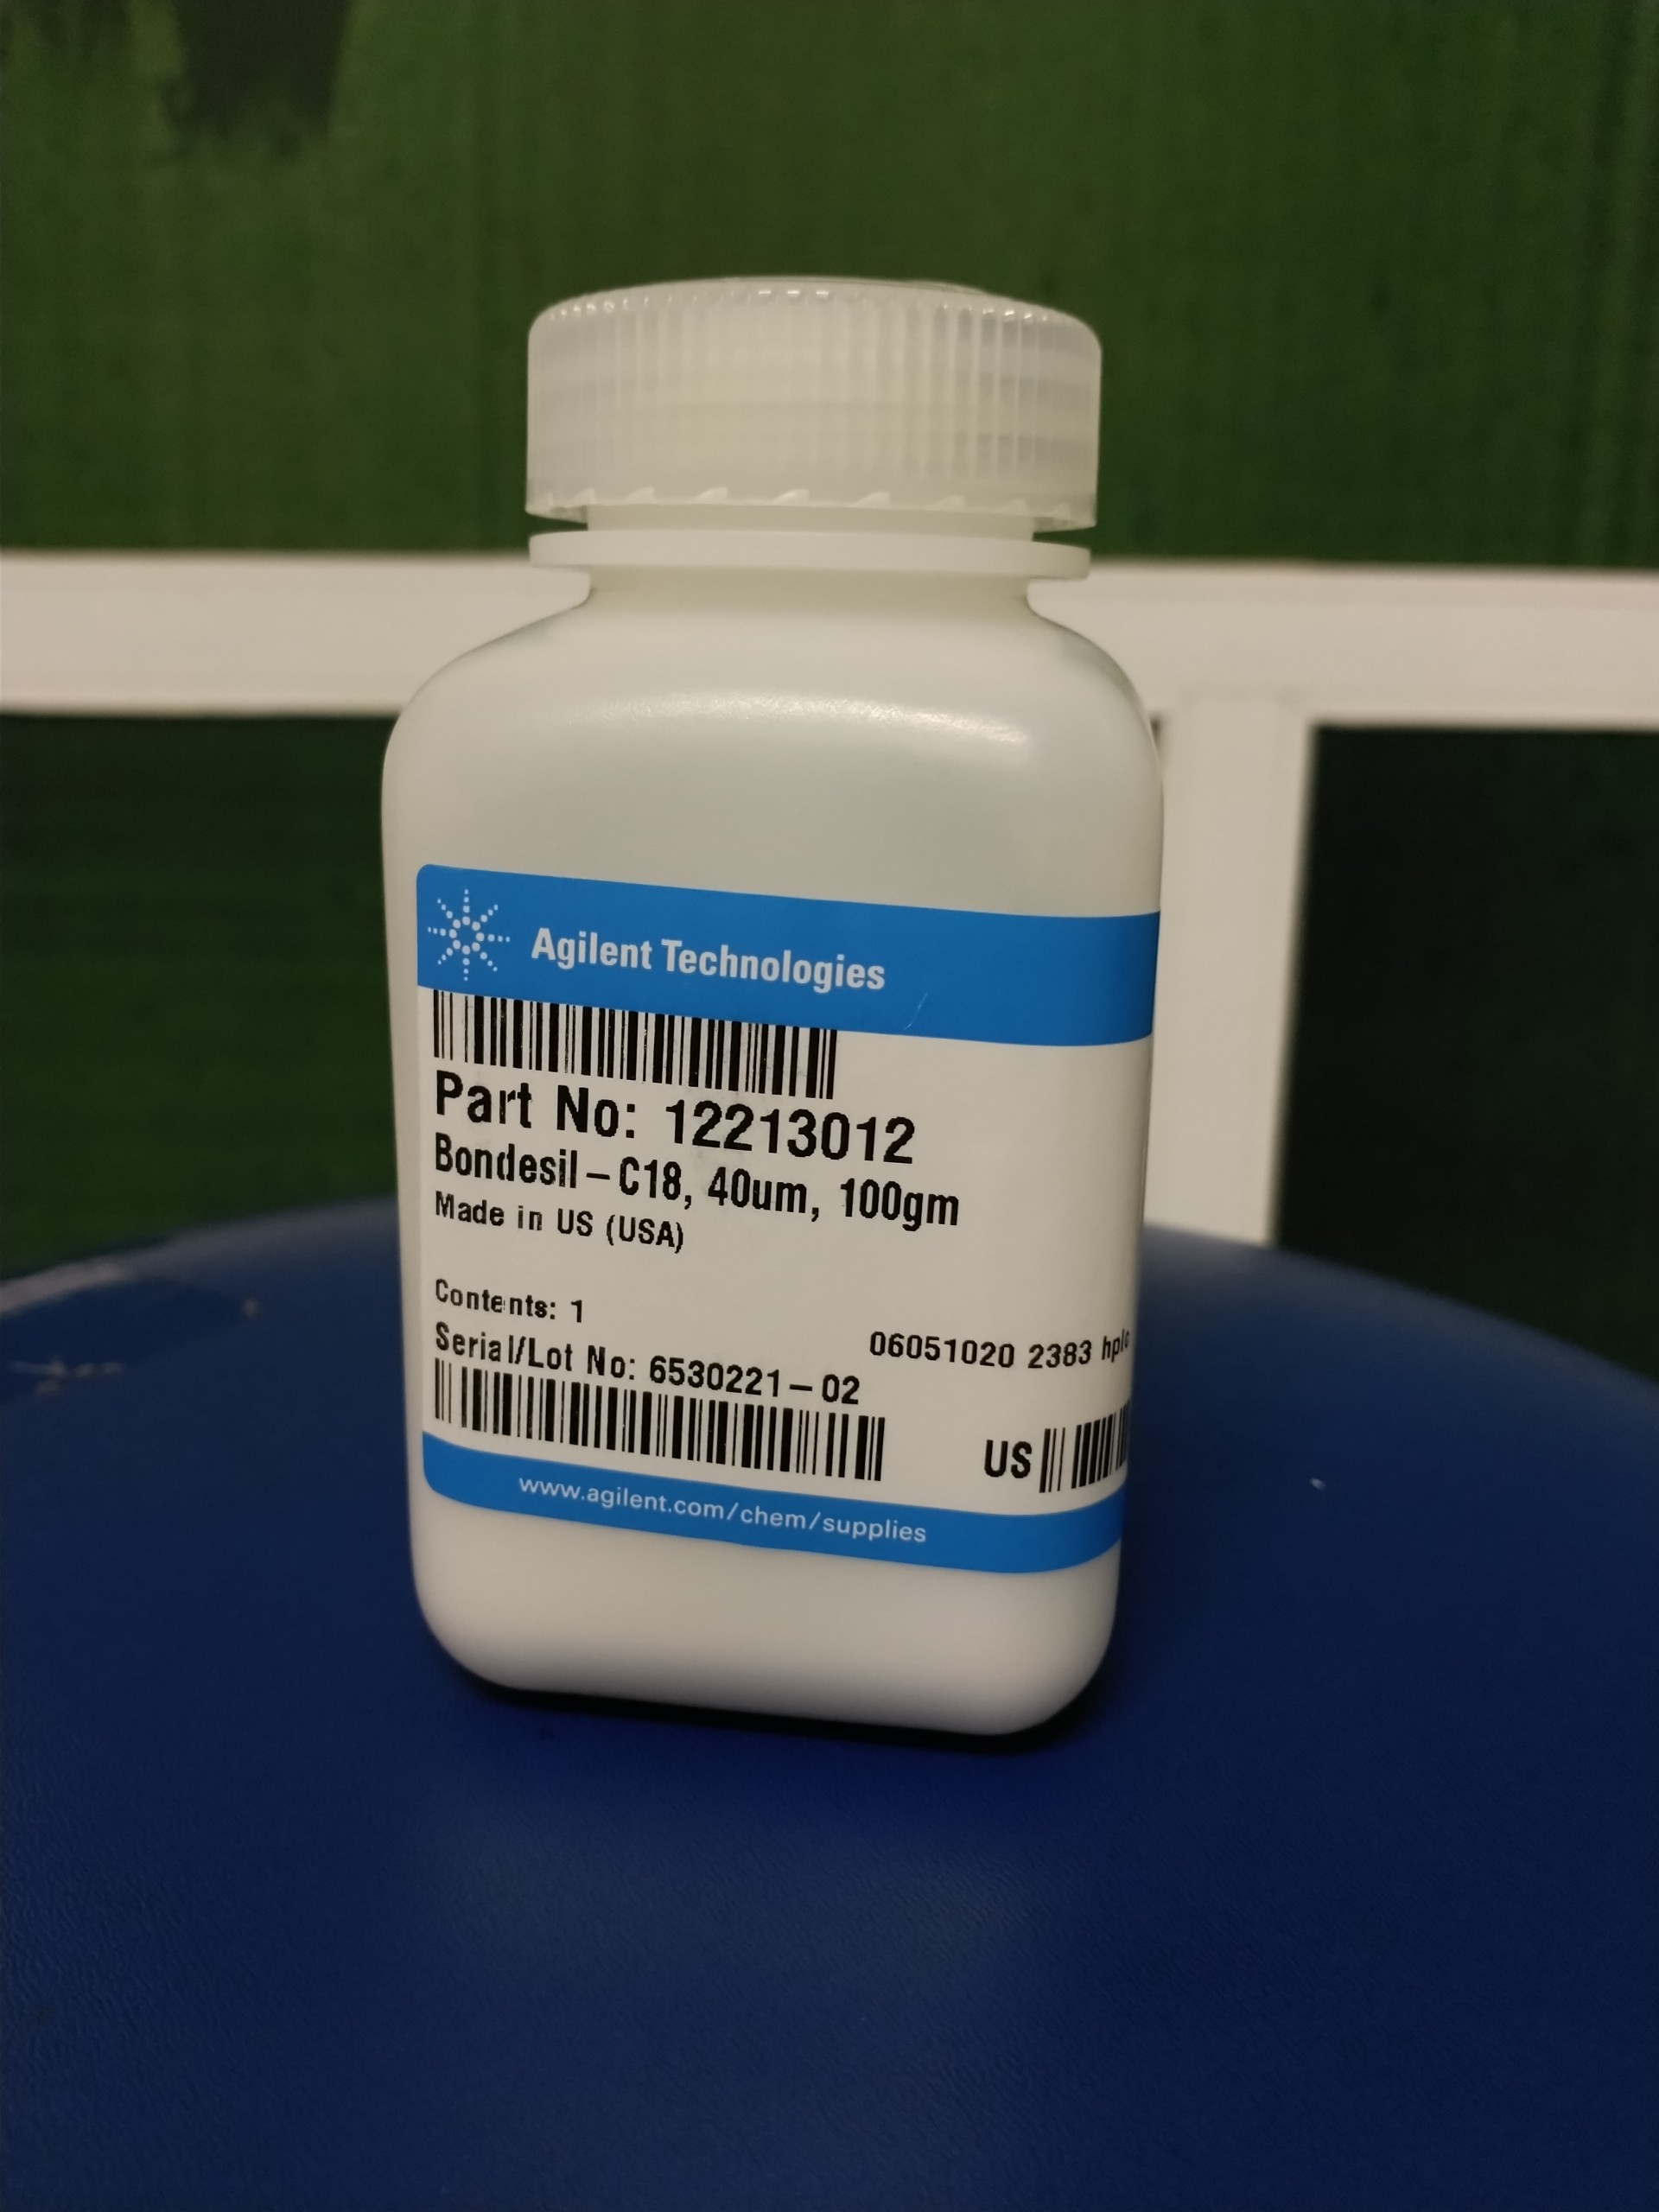 Agilent Technologies
Part No: 12213012
Bondesil – C18, 40um, 100gm
Made in US (USA)
Contents: 1
06051020 2383 hplc
Serial/Lot No: 6530221 – 02
US
www.agilent.com/chem/supplies